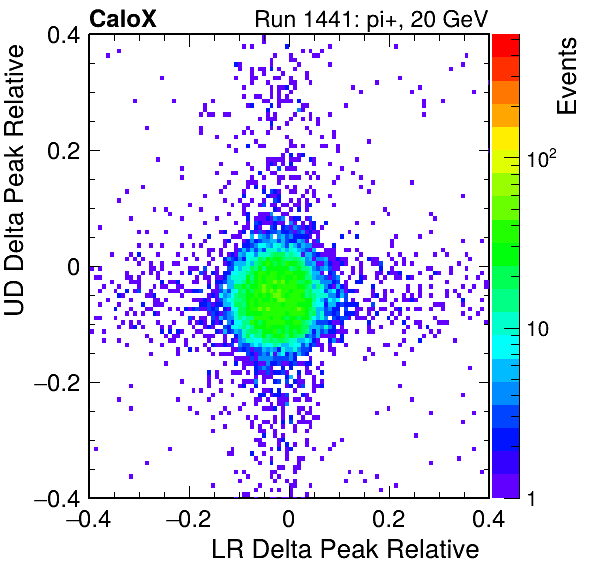 CaloX
Run 1441: pi+, 20 GeV
UD Delta Peak Relative
0.4
0.2
0
−0.2
−0.4
−0.4
−0.2
0
0.2
0.4
LR Delta Peak Relative
Events
10²
10
1